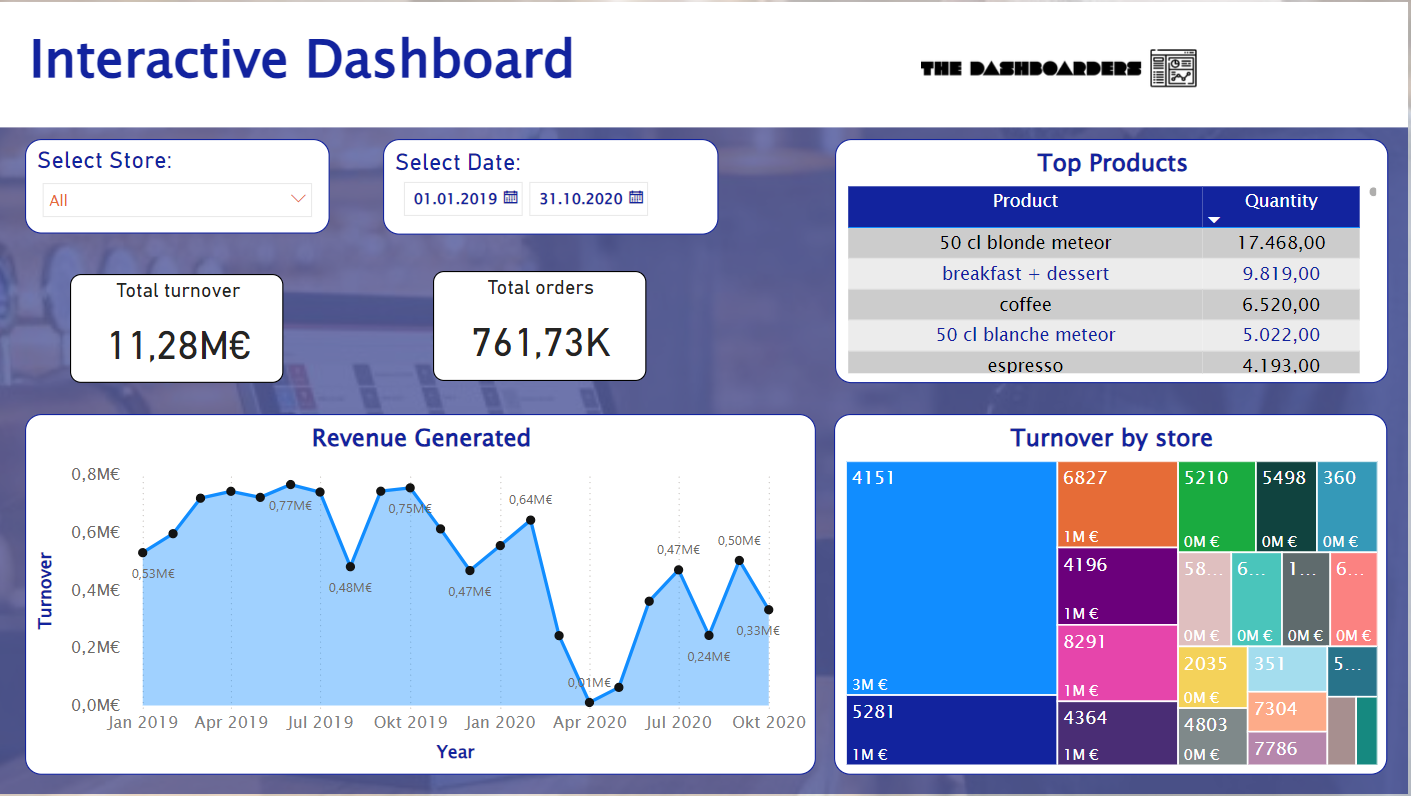 Interactive Dashboard
THE DASHBOARDERS
Select Store:
All
Select Date:
01.01.2019
31.10.2020
Total turnover
11,28M€
Total orders
761,73K
Top Products
Product Quantity
50 cl blonde meteor 17.468,00
breakfast + dessert 9.819,00
coffee 6.520,00
50 cl blanche meteor 5.022,00
espresso 4.193,00
Revenue Generated
Turnover
0,8M€
0,6M€
0,4M€
0,2M€
0,0M€
0,53M€
0,77M€
0,48M€
0,75M€
0,47M€
0,64M€
0,01M€
0,47M€
0,24M€
0,50M€
0,33M€
Jan 2019 Apr 2019 Jul 2019 Okt 2019 Jan 2020 Apr 2020 Jul 2020 Okt 2020
Year
Turnover by store
4151
3M €
5281
1M €
6827
1M €
4196
1M €
8291
1M €
4364
1M €
5210
0M €
5498
0M €
360
0M €
58...
0M €
6...
0M €
1...
0M €
6...
0M €
2035
0M €
4803
0M €
351
7304
7786
5...